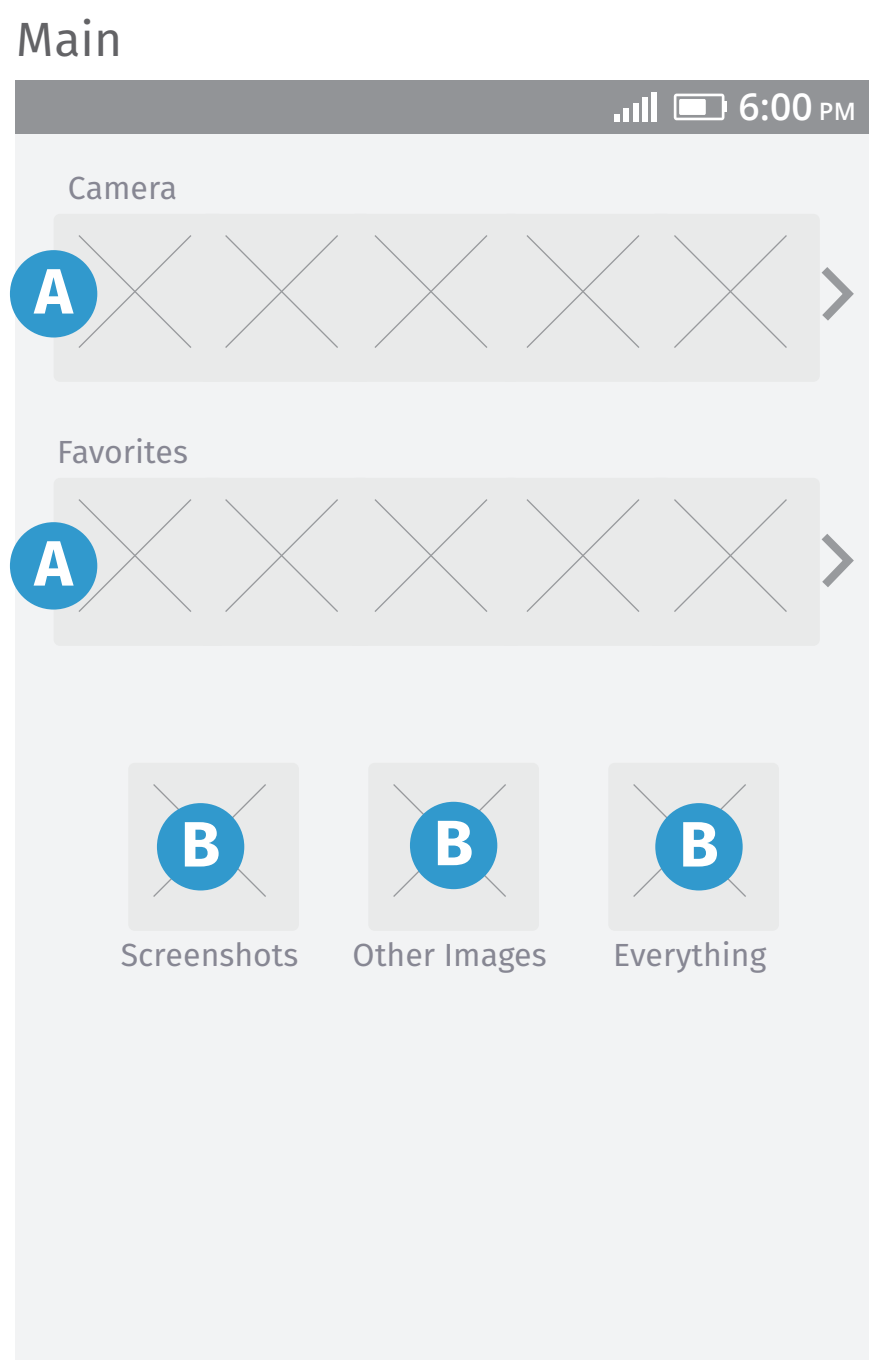 Main
6:00 PM
Camera
A
Favorites
A
B B B
Screenshots Other Images Everything